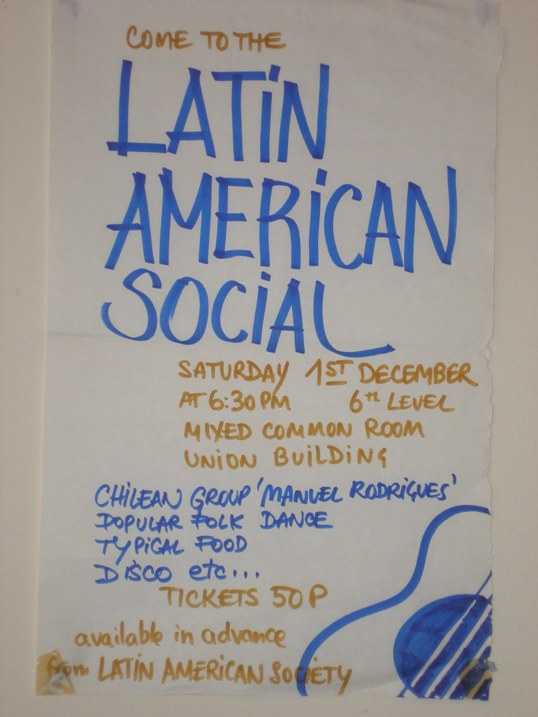 COME TO THE
LATIN
AMERICAN
SOCIAL
SATURDAY 1ST DECEMBER
AT 6:30PM 6TH LEVEL
MIXED COMMON ROOM
UNION BUILDING
CHILEAN GROUP 'MANUEL RODRIGUES'
POPULAR FOLK DANCE
TYPICAL FOOD
DISCO etc...
TICKETS 50P
available in advance
from LATIN AMERICAN SOCIETY